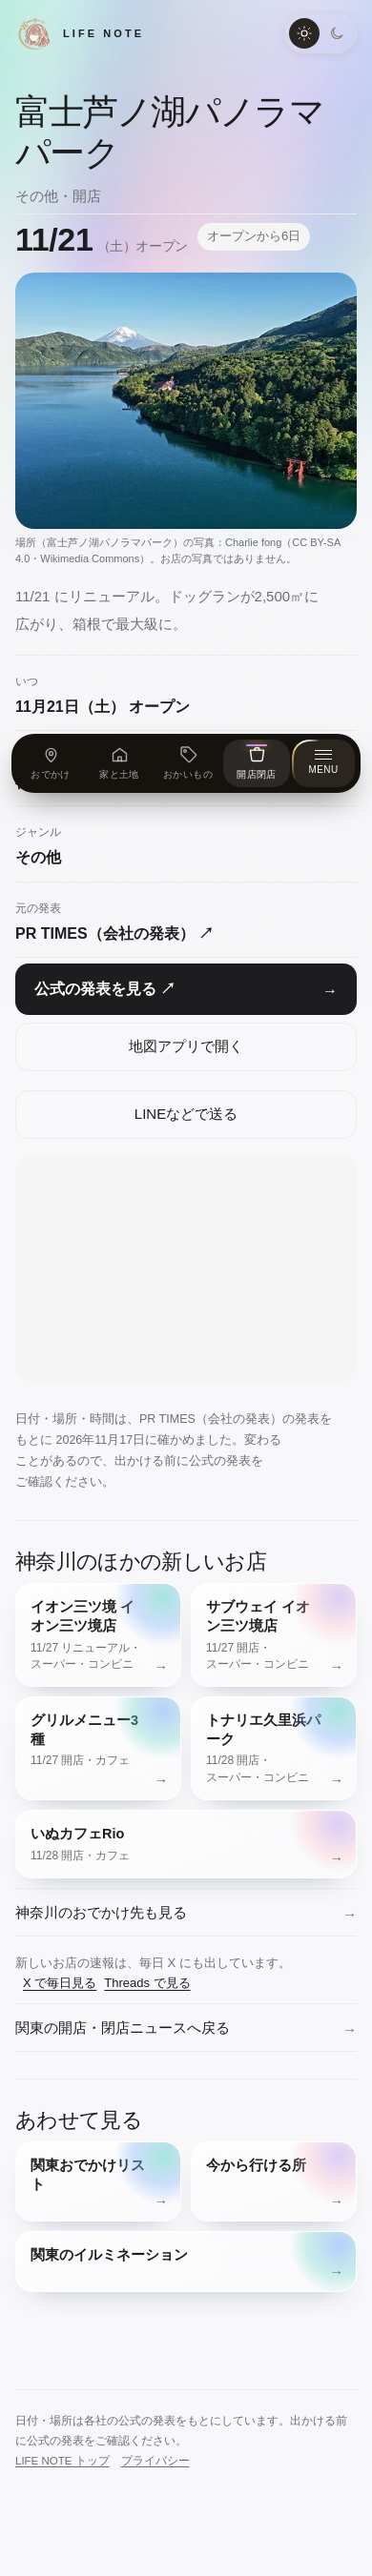 LIFE NOTE
富士芦ノ湖パノラマ
パーク
その他・開店
11/21 （土）オープン オープンから6日
場所（富士芦ノ湖パノラマパーク）の写真：Charlie fong（CC BY-SA
4.0・Wikimedia Commons）。お店の写真ではありません。
11/21 にリニューアル。ドッグランが2,500㎡に
広がり、箱根で最大級に。
いつ
11月21日（土） オープン
おでかけ 家と土地 おかいもの 開店閉店 MENU
ジャンル
その他
元の発表
PR TIMES（会社の発表） ↗
公式の発表を見る ↗ →
地図アプリで開く
LINEなどで送る
日付・場所・時間は、PR TIMES（会社の発表）の発表を
もとに 2026年11月17日に確かめました。変わる
ことがあるので、出かける前に公式の発表を
ご確認ください。
神奈川のほかの新しいお店
イオン三ツ境 イ
オン三ツ境店
11/27 リニューアル・
スーパー・コンビニ →
サブウェイ イオ
ン三ツ境店
11/27 開店・
スーパー・コンビニ →
グリルメニュー3
種
11/27 開店・カフェ
→
トナリエ久里浜パ
ーク
11/28 開店・
スーパー・コンビニ →
いぬカフェRio
11/28 開店・カフェ →
神奈川のおでかけ先も見る →
新しいお店の速報は、毎日 X にも出しています。
X で毎日見る Threads で見る
関東の開店・閉店ニュースへ戻る →
あわせて見る
関東おでかけリス
ト →
今から行ける所
→
関東のイルミネーション
→
日付・場所は各社の公式の発表をもとにしています。出かける前
に公式の発表をご確認ください。
LIFE NOTE トップ プライバシー